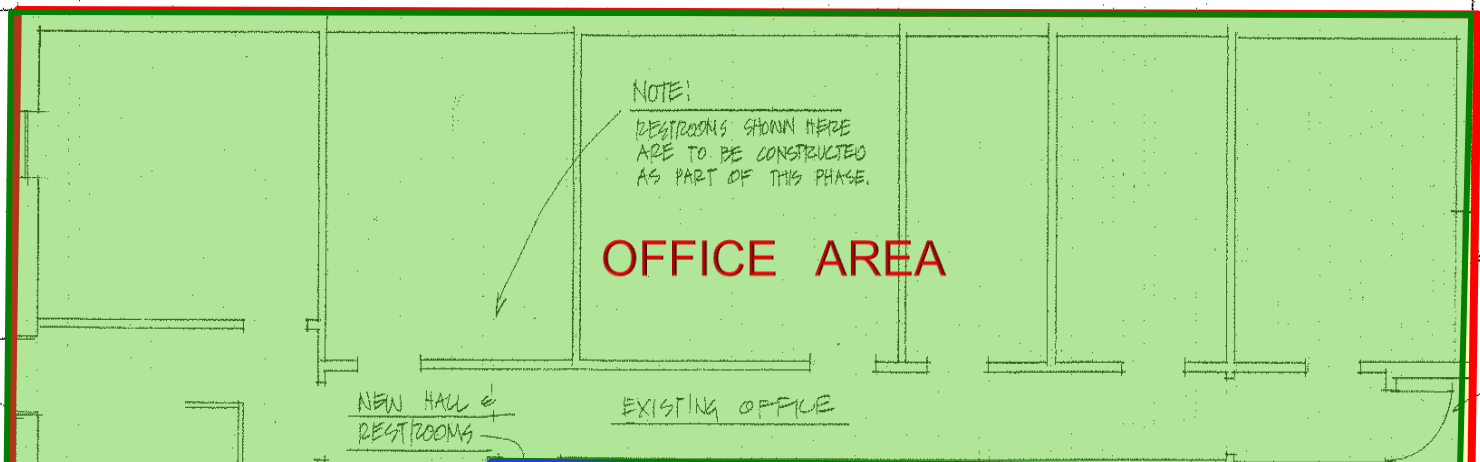 NOTE:
RESTROOMS SHOWN HERE
ARE TO BE CONSTRUCTED
AS PART OF THIS PHASE.
OFFICE AREA
NEW HALL &
RESTROOMS
EXISTING OFFICE